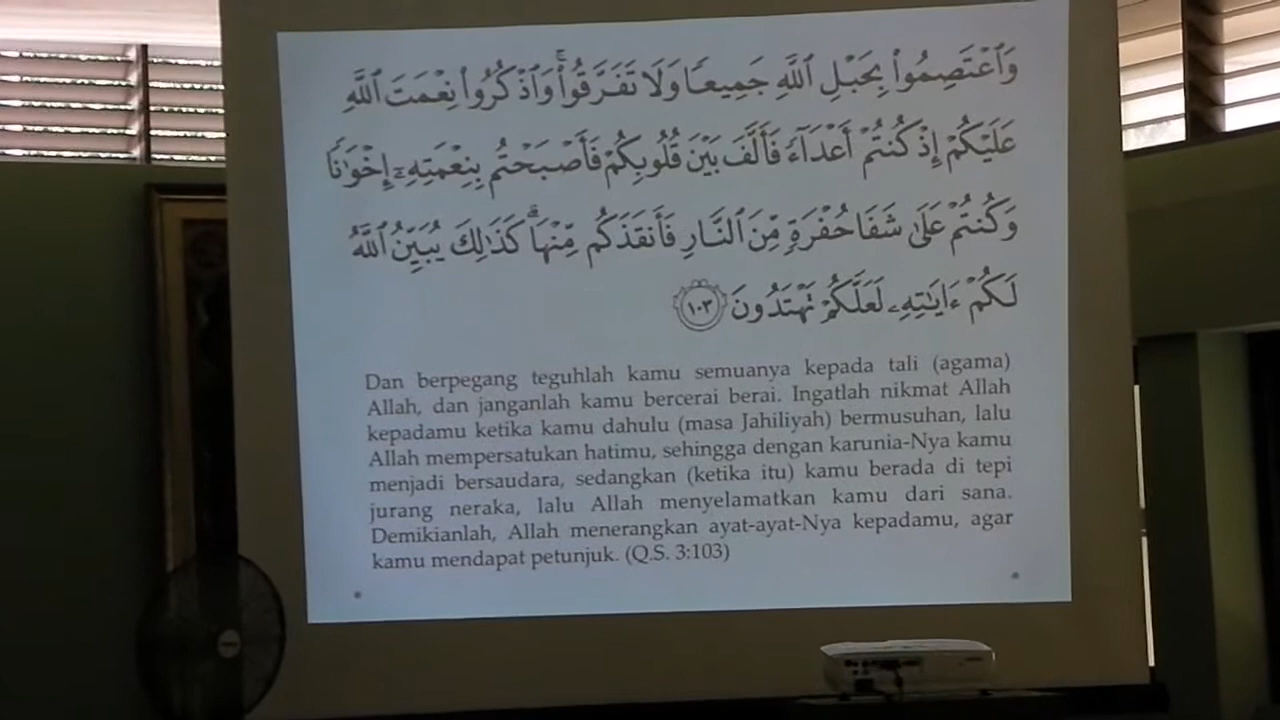 وَٱعْتَصِمُوا۟ بِحَبْلِ ٱللَّهِ جَمِيعًا وَلَا تَفَرَّقُوا۟ ۚ وَٱذْكُرُوا۟ نِعْمَتَ ٱللَّهِ
عَلَيْكُمْ إِذْ كُنتُمْ أَعْدَآءً فَأَلَّفَ بَيْنَ قُلُوبِكُمْ فَأَصْبَحْتُم بِنِعْمَتِهِۦٓ إِخْوَٰنًا
وَكُنتُمْ عَلَىٰ شَفَا حُفْرَةٍ مِّنَ ٱلنَّارِ فَأَنقَذَكُم مِّنْهَا ۗ كَذَٰلِكَ يُبَيِّنُ ٱللَّهُ
لَكُمْ ءَايَٰتِهِۦ لَعَلَّكُمْ تَهْتَدُونَ ١٠٣
Dan berpegang teguhlah kamu semuanya kepada tali (agama)
Allah, dan janganlah kamu bercerai berai. Ingatlah nikmat Allah
kepadamu ketika kamu dahulu (masa Jahiliyah) bermusuhan, lalu
Allah mempersatukan hatimu, sehingga dengan karunia-Nya kamu
menjadi bersaudara, sedangkan (ketika itu) kamu berada di tepi
jurang neraka, lalu Allah menyelamatkan kamu dari sana.
Demikianlah, Allah menerangkan ayat-ayat-Nya kepadamu, agar
kamu mendapat petunjuk. (Q.S. 3:103)